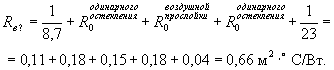 R_в? = 1/8,7 + R_0^одинарного остекления + R_0^воздушной прослойки + R_0^одинарного остекления + 1/23 =
= 0,11 + 0,18 + 0,15 + 0,18 + 0,04 = 0,66 м² ·° С/Вт.